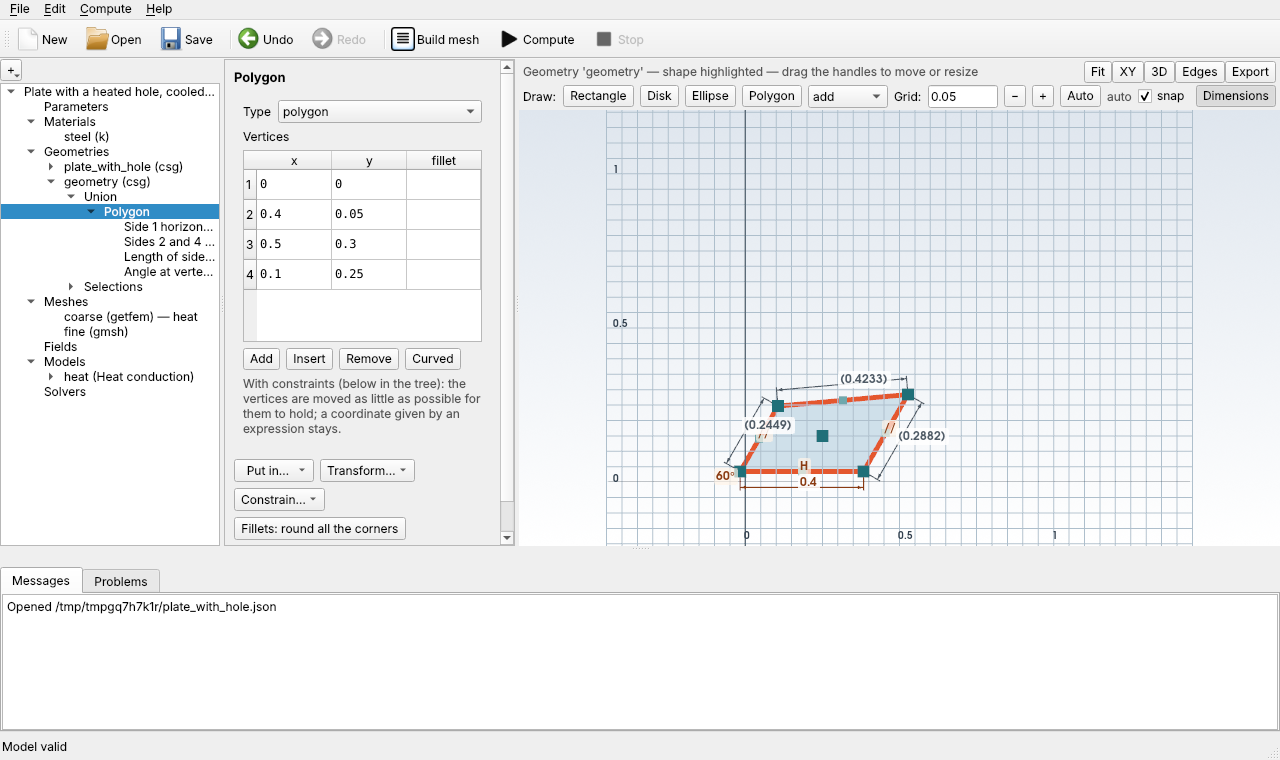 File Edit Compute Help
New Open Save Undo Redo Build mesh Compute Stop
+
Plate with a heated hole, cooled...
Parameters
Materials
steel (k)
Geometries
plate_with_hole (csg)
geometry (csg)
Union
Polygon
Side 1 horizon...
Sides 2 and 4 ...
Length of side...
Angle at verte...
Selections
Meshes
coarse (getfem) — heat
fine (gmsh)
Fields
Models
heat (Heat conduction)
Solvers
Polygon
Type polygon
Vertices
x y fillet
1 0 0
2 0.4 0.05
3 0.5 0.3
4 0.1 0.25
Add Insert Remove Curved
With constraints (below in the tree): the
vertices are moved as little as possible for
them to hold; a coordinate given by an
expression stays.
Put in... Transform...
Constrain...
Fillets: round all the corners
Geometry 'geometry' — shape highlighted — drag the handles to move or resize
Fit XY 3D Edges Export
Draw: Rectangle Disk Ellipse Polygon add Grid: 0.05 − + Auto auto snap Dimensions
1
0.5
(0.4233)
(0.2449)
(0.2882)
H
60°
0.4
0
0 0.5 1
Messages Problems
Opened /tmp/tmpgq7h7k1r/plate_with_hole.json
Model valid